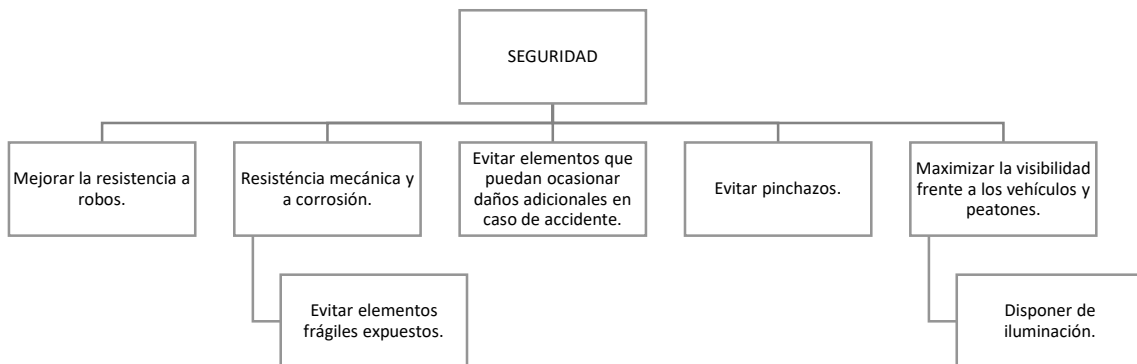 SEGURIDAD
Mejorar la resistencia a
robos.
Resisténcia mecánica y
a corrosión.
Evitar elementos que
puedan ocasionar
daños adicionales en
caso de accidente.
Evitar pinchazos.
Maximizar la visibilidad
frente a los vehículos y
peatones.
Evitar elementos
frágiles expuestos.
Disponer de
iluminación.